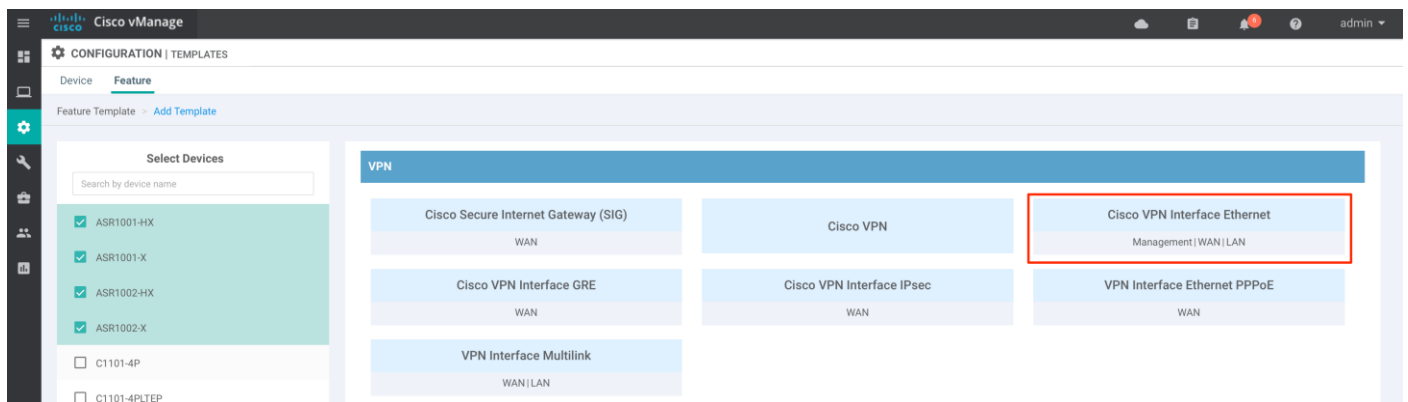 cisco Cisco vManage 6 admin
CONFIGURATION | TEMPLATES
Device Feature
Feature Template > Add Template
Select Devices
Search by device name
ASR1001-HX
ASR1001-X
ASR1002-HX
ASR1002-X
C1101-4P
C1101-4PLTEP
VPN
Cisco Secure Internet Gateway (SIG)
WAN
Cisco VPN
Cisco VPN Interface Ethernet
Management | WAN | LAN
Cisco VPN Interface GRE
WAN
Cisco VPN Interface IPsec
WAN
VPN Interface Ethernet PPPoE
WAN
VPN Interface Multilink
WAN | LAN